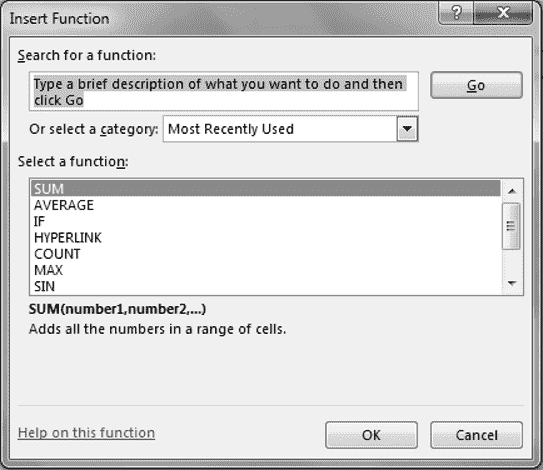 Insert Function
?
Search for a function:
Type a brief description of what you want to do and then
click Go
Go
Or select a category: Most Recently Used
Select a function:
SUM
AVERAGE
IF
HYPERLINK
COUNT
MAX
SIN
SUM(number1,number2,...)
Adds all the numbers in a range of cells.
Help on this function
OK Cancel